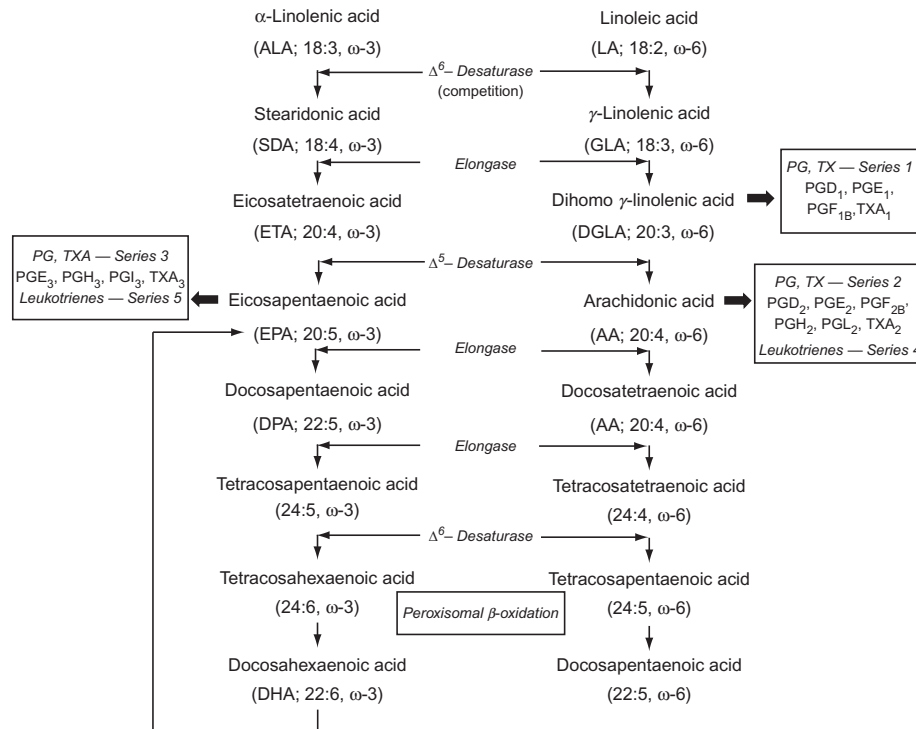 α-Linolenic acid Linoleic acid
(ALA; 18:3, ω-3) (LA; 18:2, ω-6)
Δ⁶– Desaturase
(competition)
Stearidonic acid γ-Linolenic acid
(SDA; 18:4, ω-3) (GLA; 18:3, ω-6)
Elongase
PG, TX — Series 1
PGD₁, PGE₁,
PGF₁B,TXA₁
Eicosatetraenoic acid Dihomo γ-linolenic acid
(ETA; 20:4, ω-3) (DGLA; 20:3, ω-6)
Δ⁵– Desaturase
PG, TXA — Series 3
PGE₃, PGH₃, PGI₃, TXA₃
Leukotrienes — Series 5
Eicosapentaenoic acid Arachidonic acid
(EPA; 20:5, ω-3) (AA; 20:4, ω-6)
PG, TX — Series 2
PGD₂, PGE₂, PGF₂B,
PGH₂, PGL₂, TXA₂
Leukotrienes — Series 4
Elongase
Docosapentaenoic acid Docosatetraenoic acid
(DPA; 22:5, ω-3) (AA; 20:4, ω-6)
Elongase
Tetracosapentaenoic acid Tetracosatetraenoic acid
(24:5, ω-3) (24:4, ω-6)
Δ⁶– Desaturase
Tetracosahexaenoic acid Tetracosapentaenoic acid
(24:6, ω-3) (24:5, ω-6)
Peroxisomal β-oxidation
Docosahexaenoic acid Docosapentaenoic acid
(DHA; 22:6, ω-3) (22:5, ω-6)